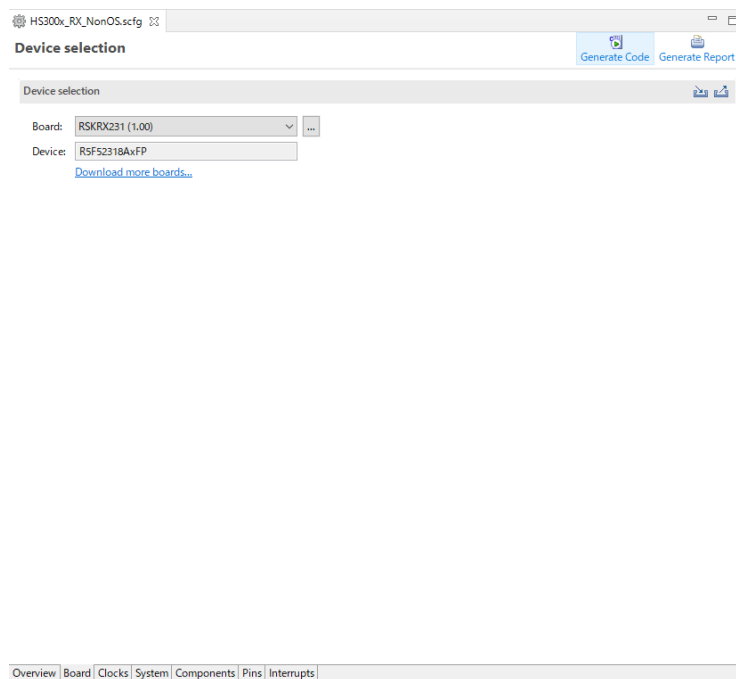 HS300x_RX_NonOS.scfg
Device selection
Generate Code Generate Report
Device selection
Board: RSKRX231 (1.00) ...
Device: R5F52318AxFP
Download more boards...
Overview Board Clocks System Components Pins Interrupts